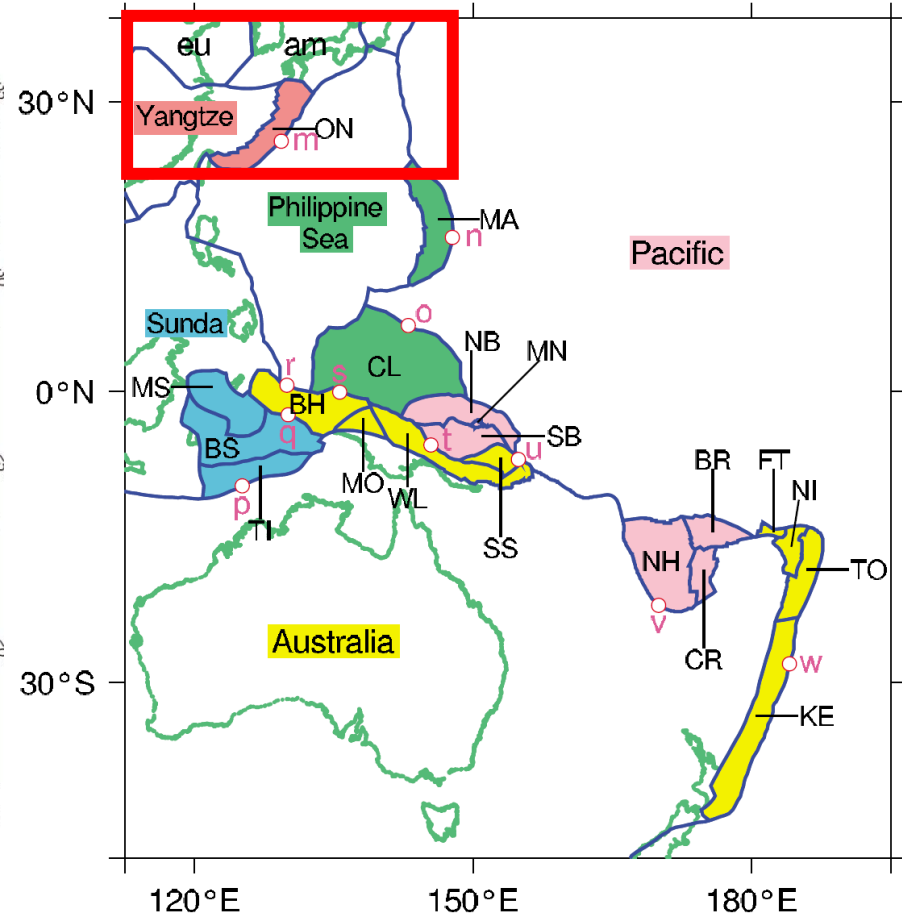 eu am
30°N
Yangtze
ON
m
Philippine
Sea
MA
n
Pacific
Sunda
o
NB
MN
r
s
CL
0°N
MS
BH
q
t
SB
u
BS
p
TI
MO
WL
SS
BR
FT
NI
NH
TO
v
CR
Australia
30°S
w
KE
120°E
150°E
180°E